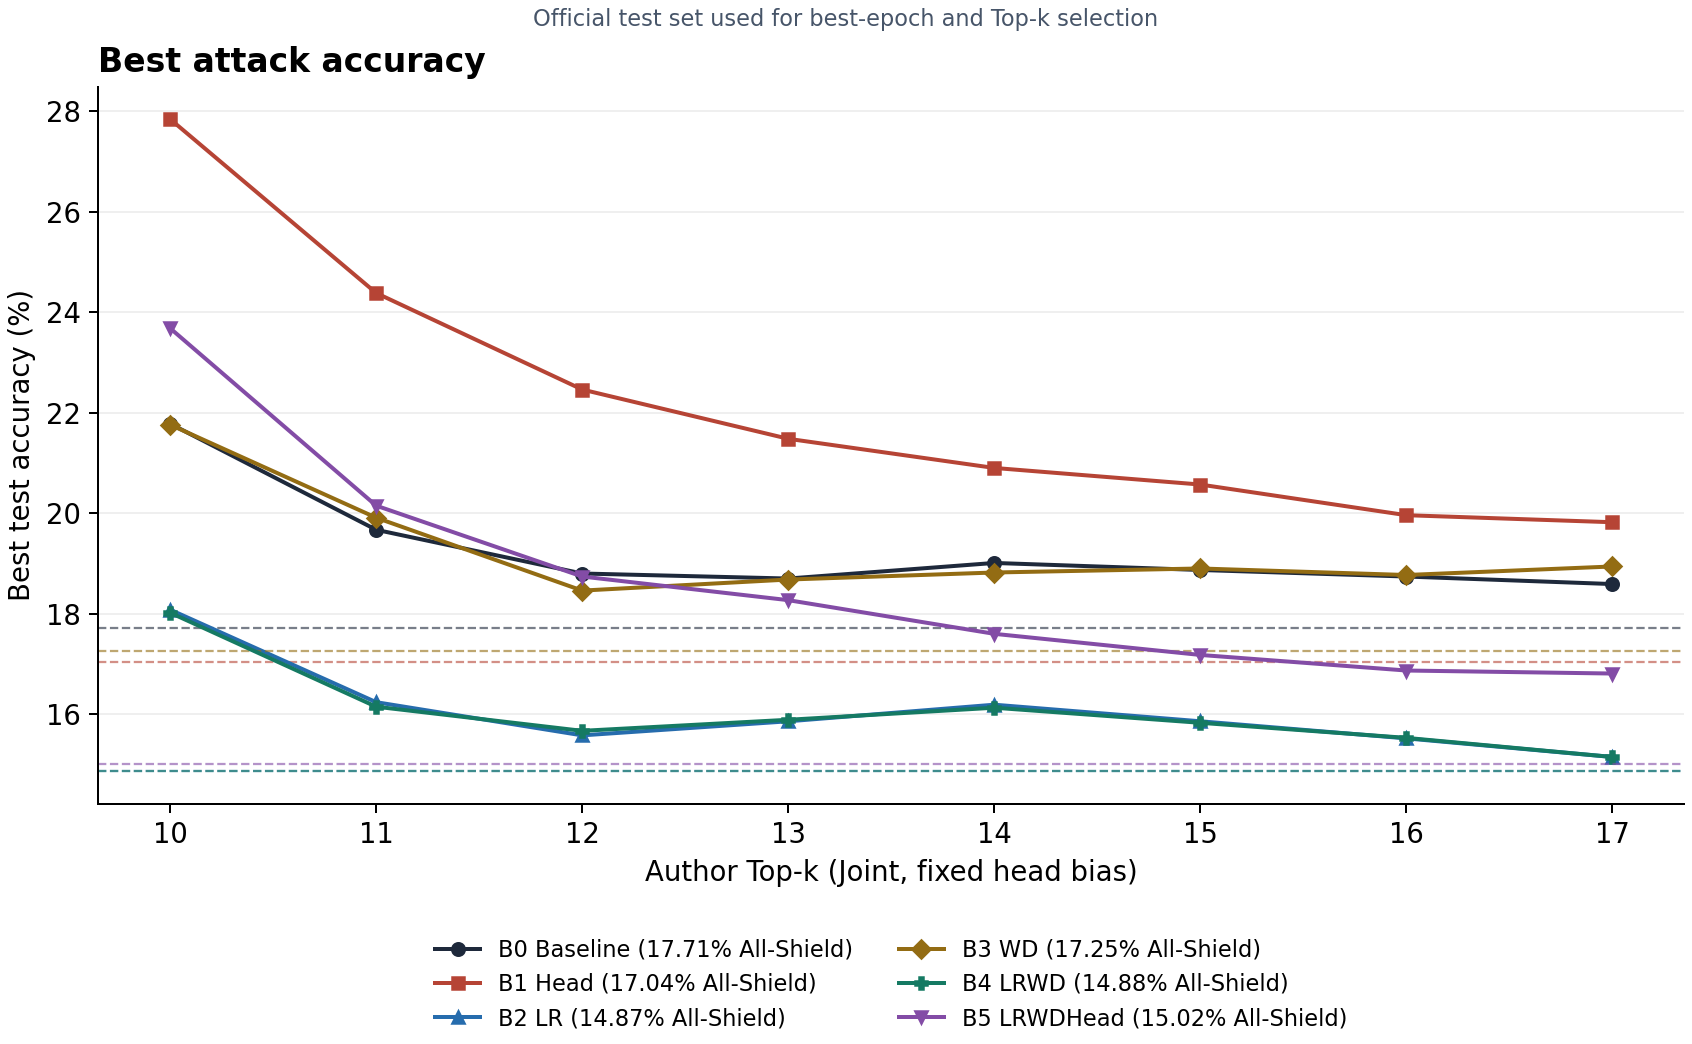 Official test set used for best-epoch and Top-k selection
Best attack accuracy
Best test accuracy (%)
28
26
24
22
20
18
16
10 11 12 13 14 15 16 17
Author Top-k (Joint, fixed head bias)
B0 Baseline (17.71% All-Shield)
B1 Head (17.04% All-Shield)
B2 LR (14.87% All-Shield)
B3 WD (17.25% All-Shield)
B4 LRWD (14.88% All-Shield)
B5 LRWDHead (15.02% All-Shield)